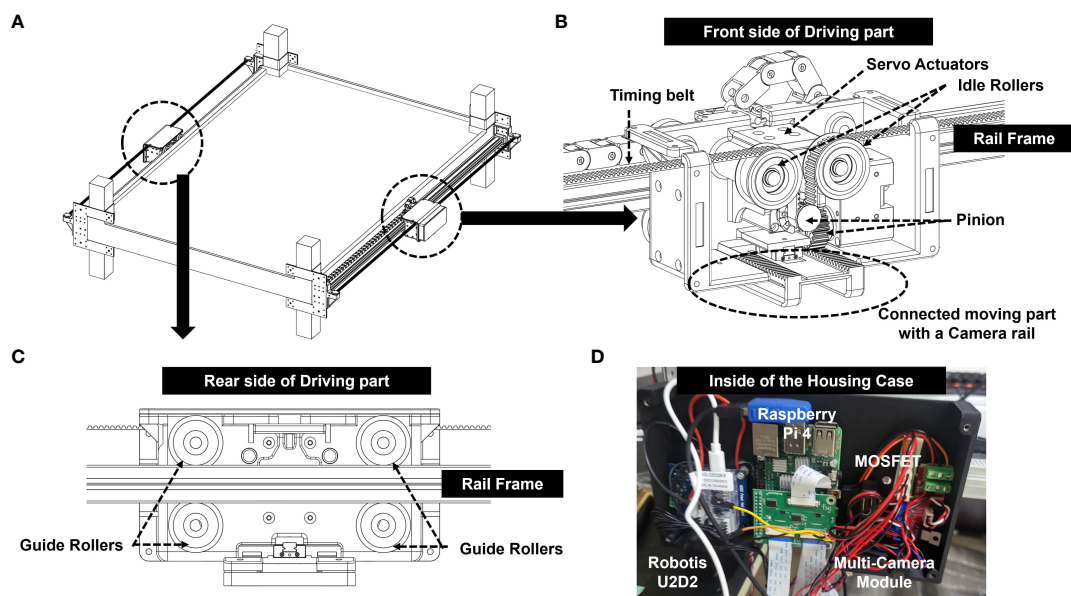 A
B
Front side of Driving part
Servo Actuators
Idle Rollers
Timing belt
Rail Frame
Pinion
Connected moving part
with a Camera rail
C
Rear side of Driving part
Rail Frame
Guide Rollers
Guide Rollers
D
Inside of the Housing Case
Raspberry
Pi 4
MOSFET
Robotis
U2D2
Multi-Camera
Module